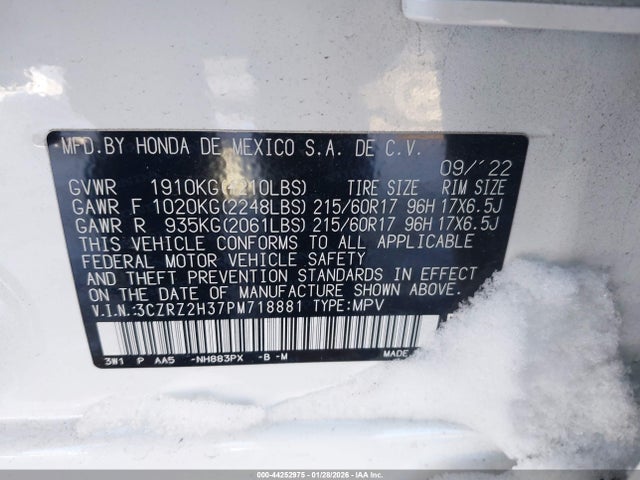 MFD.BY HONDA DE MEXICO S.A. DE C.V.
09/'22
GVWR 1910KG( 210LBS) TIRE SIZE RIM SIZE
GAWR F 1020KG(2248LBS) 215/60R17 96H 17X6.5J
GAWR R 935KG(2061LBS) 215/60R17 96H 17X6.5J
THIS VEHICLE CONFORMS TO ALL APPLICABLE
FEDERAL MOTOR VEHICLE SAFETY
AND THEFT PREVENTION STANDARDS IN EFFECT
ON THE DATE OF MANUFACTURE SHOWN ABOVE.
V.I.N.:3CZRZ2H37PM718881 TYPE:MPV
3W1 P AA5 -NH883PX -B -M MADE
000-44252975 | 01/28/2026 | IAA, Inc.